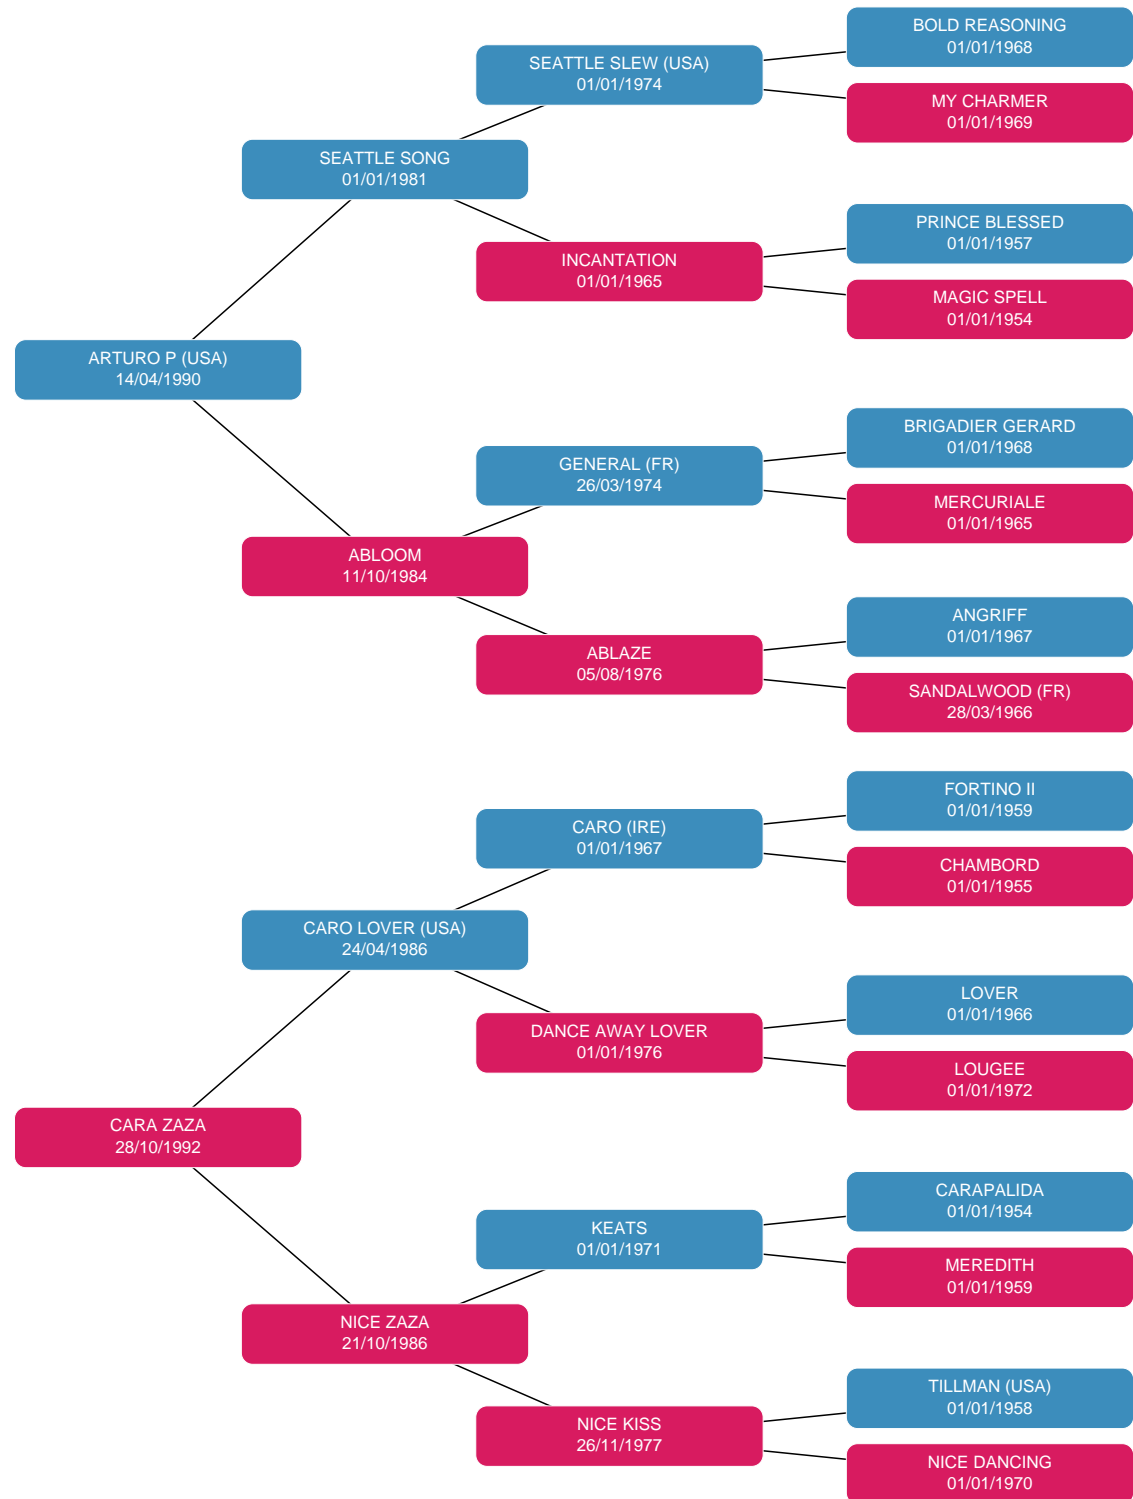 BOLD REASONING
01/01/1968
SEATTLE SLEW (USA)
01/01/1974
MY CHARMER
01/01/1969
SEATTLE SONG
01/01/1981
PRINCE BLESSED
01/01/1957
INCANTATION
01/01/1965
MAGIC SPELL
01/01/1954
ARTURO P (USA)
14/04/1990
BRIGADIER GERARD
01/01/1968
GENERAL (FR)
26/03/1974
MERCURIALE
01/01/1965
ABLOOM
11/10/1984
ANGRIFF
01/01/1967
ABLAZE
05/08/1976
SANDALWOOD (FR)
28/03/1966
FORTINO II
01/01/1959
CARO (IRE)
01/01/1967
CHAMBORD
01/01/1955
CARO LOVER (USA)
24/04/1986
LOVER
01/01/1966
DANCE AWAY LOVER
01/01/1976
LOUGEE
01/01/1972
CARA ZAZA
28/10/1992
CARAPALIDA
01/01/1954
KEATS
01/01/1971
MEREDITH
01/01/1959
NICE ZAZA
21/10/1986
TILLMAN (USA)
01/01/1958
NICE KISS
26/11/1977
NICE DANCING
01/01/1970